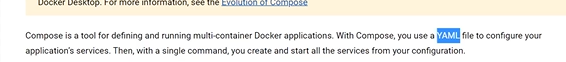 Docker Desktop. For more information, see the Evolution of Compose
Compose is a tool for defining and running multi-container Docker applications. With Compose, you use a YAML file to configure your
application's services. Then, with a single command, you create and start all the services from your configuration.